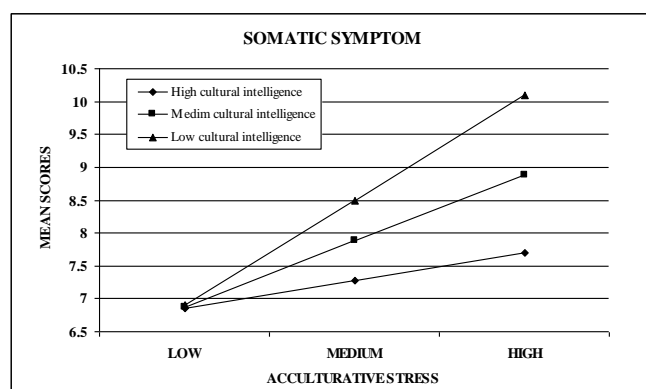 SOMATIC SYMPTOM
10.5
10
9.5
9
8.5
8
7.5
7
6.5
MEAN SCORES
High cultural intelligence
Medim cultural intelligence
Low cultural intelligence
LOW MEDIUM HIGH
ACCULTURATIVE STRESS